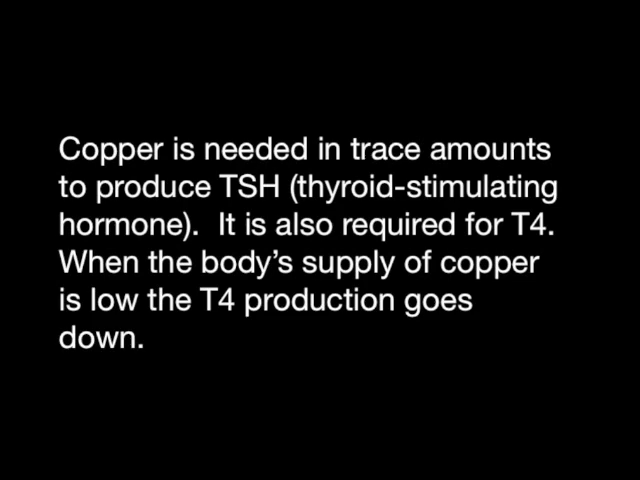 Copper is needed in trace amounts
to produce TSH (thyroid-stimulating
hormone).  It is also required for T4.
When the body’s supply of copper
is low the T4 production goes
down.